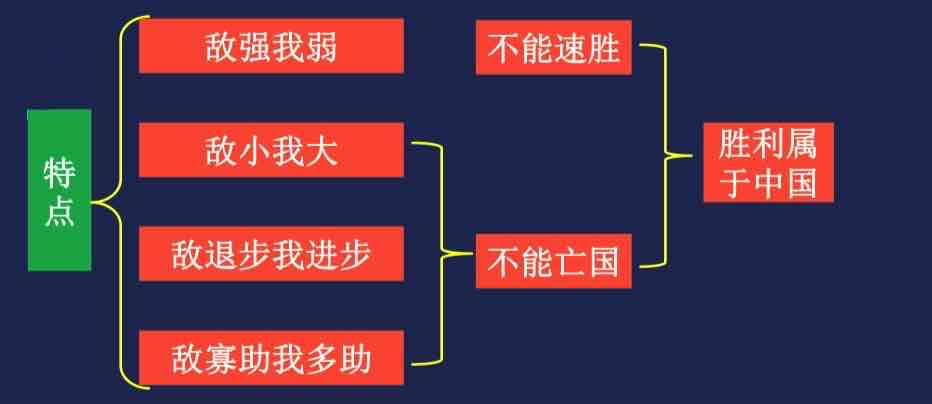 特
点
敌强我弱
不能速胜
敌小我大
胜利属
于中国
敌退步我进步
不能亡国
敌寡助我多助